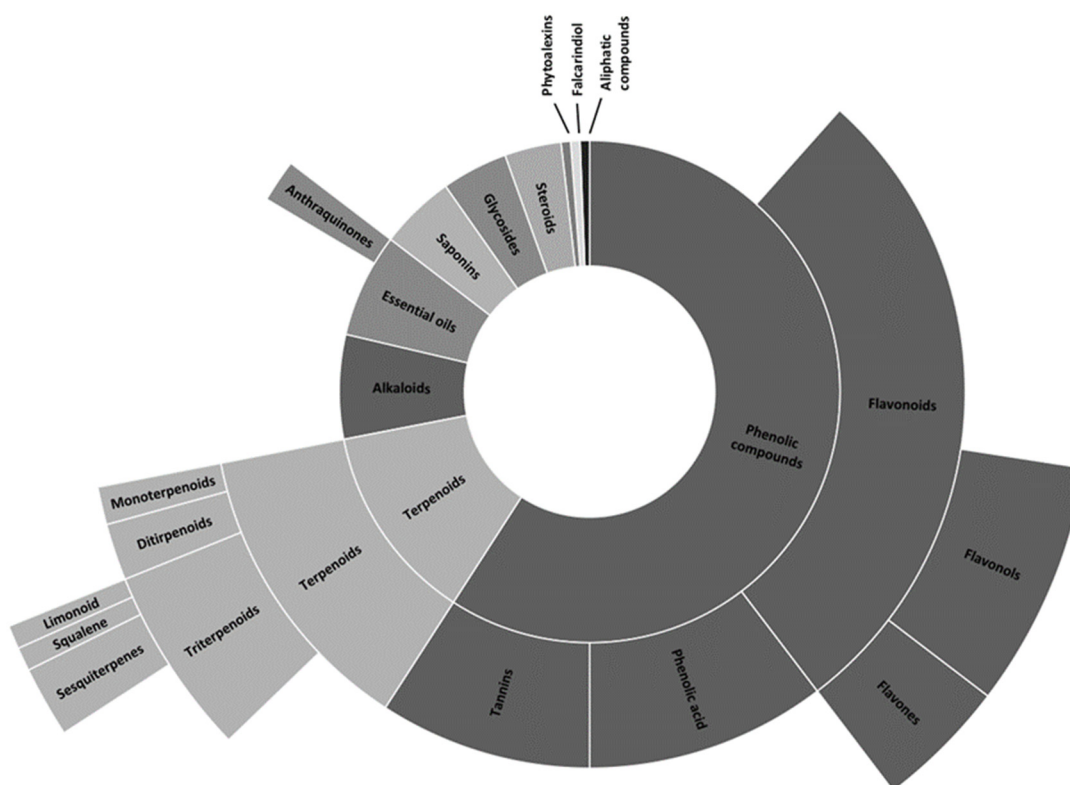 Phytoalexins
Falcarindiol
Aliphatic
compounds
Anthraquinones
Saponins
Glycosides
Steroids
Essential oils
Alkaloids
Phenolic
compounds
Flavonoids
Terpenoids
Monoterpenoids
Ditirpenoids
Terpenoids
Flavonols
Limonoid
Squalene
Sesquiterpenes
Triterpenoids
Tannins
Phenolic acid
Flavones